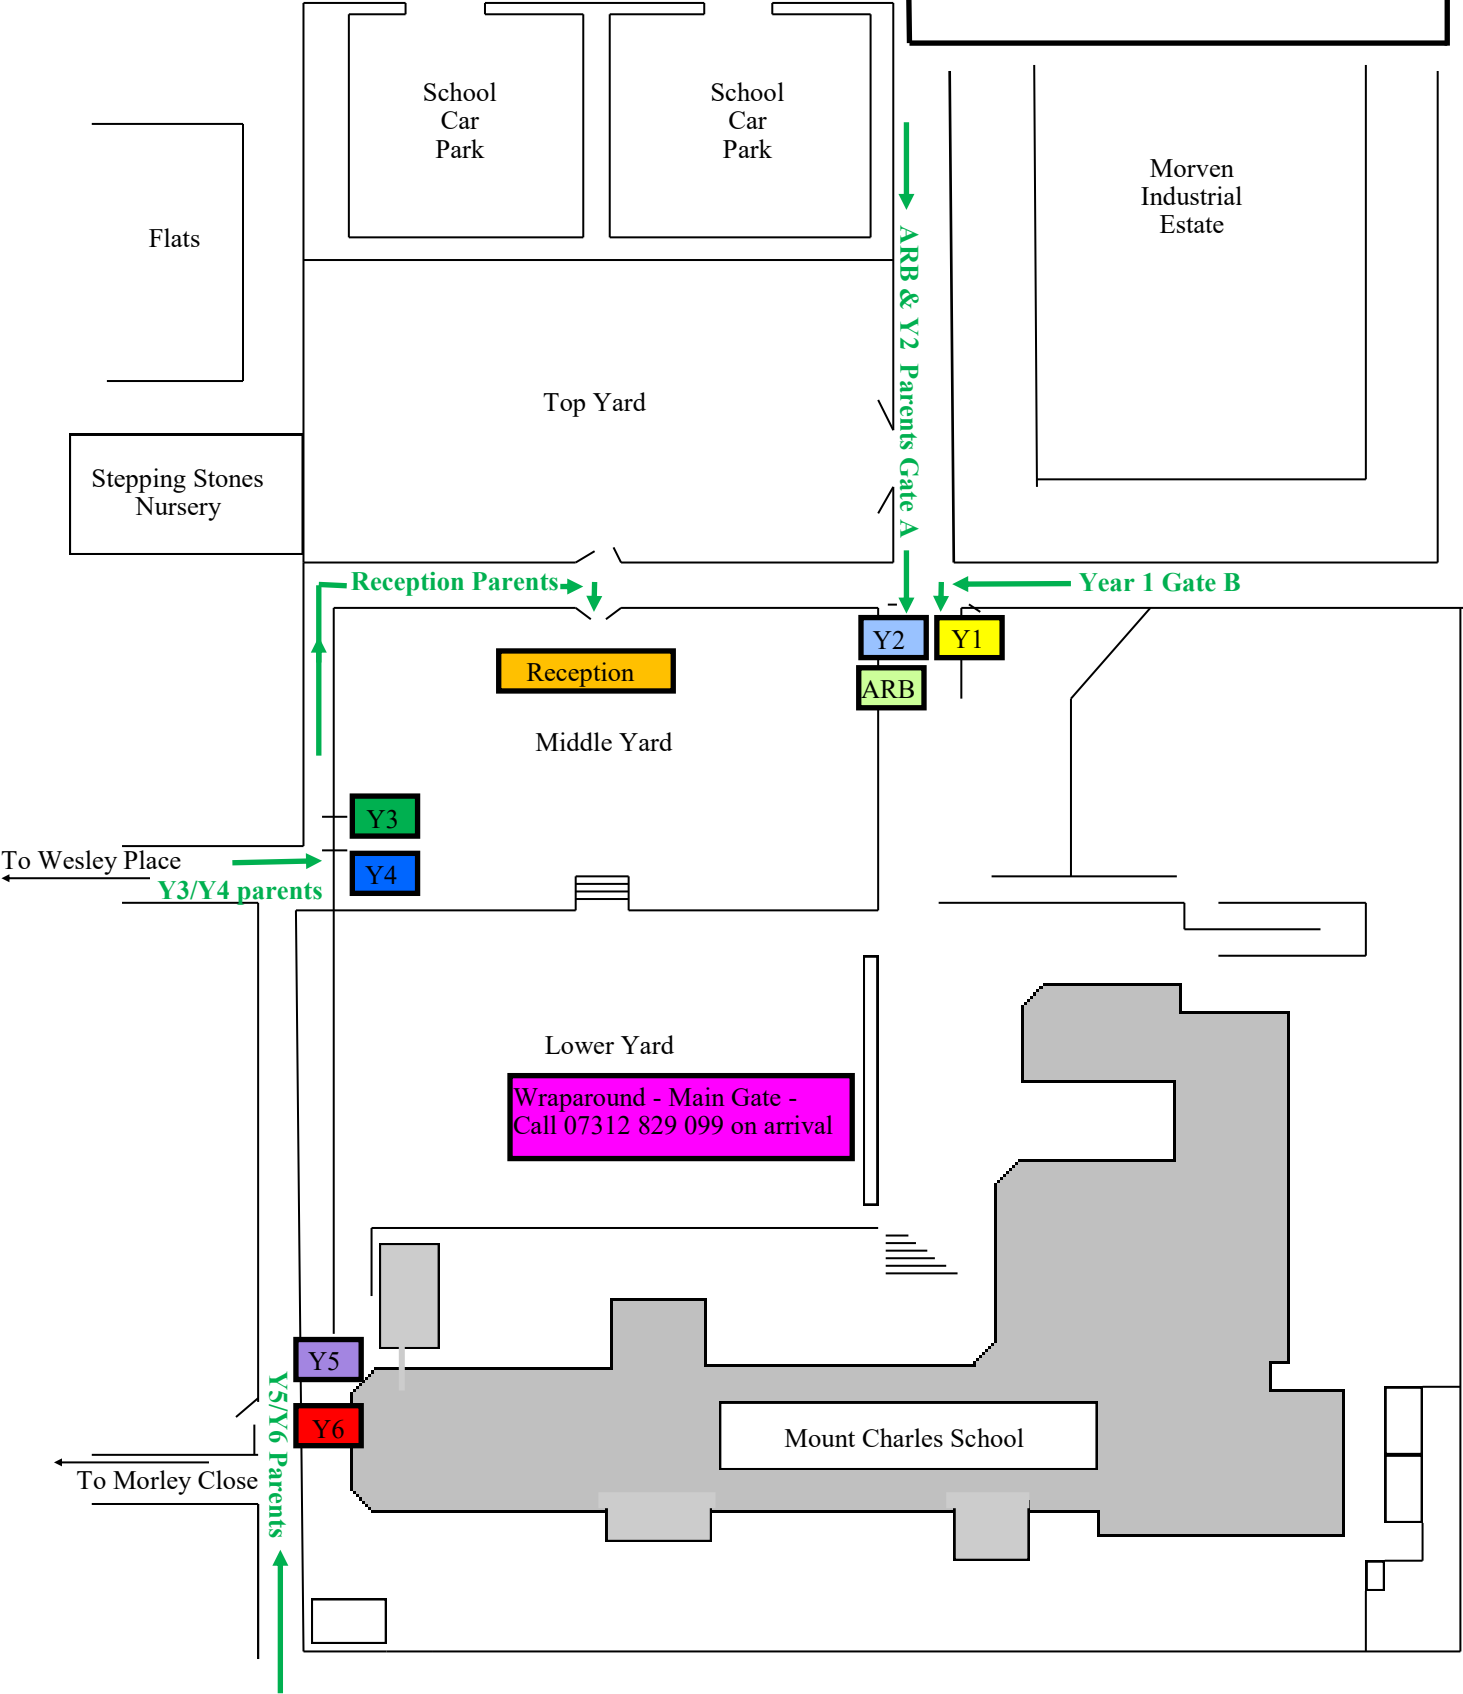 School
Car
Park
School
Car
Park
Morven
Industrial
Estate
Flats
ARB & Y2 Parents Gate A
Top Yard
Stepping Stones
Nursery
Reception Parents
Year 1 Gate B
Y2
Y1
Reception
ARB
Middle Yard
Y3
To Wesley Place
Y4
Y3/Y4 parents
Lower Yard
Wraparound - Main Gate -
Call 07312 829 099 on arrival
Y5
Y5/Y6 Parents
Y6
Mount Charles School
To Morley Close